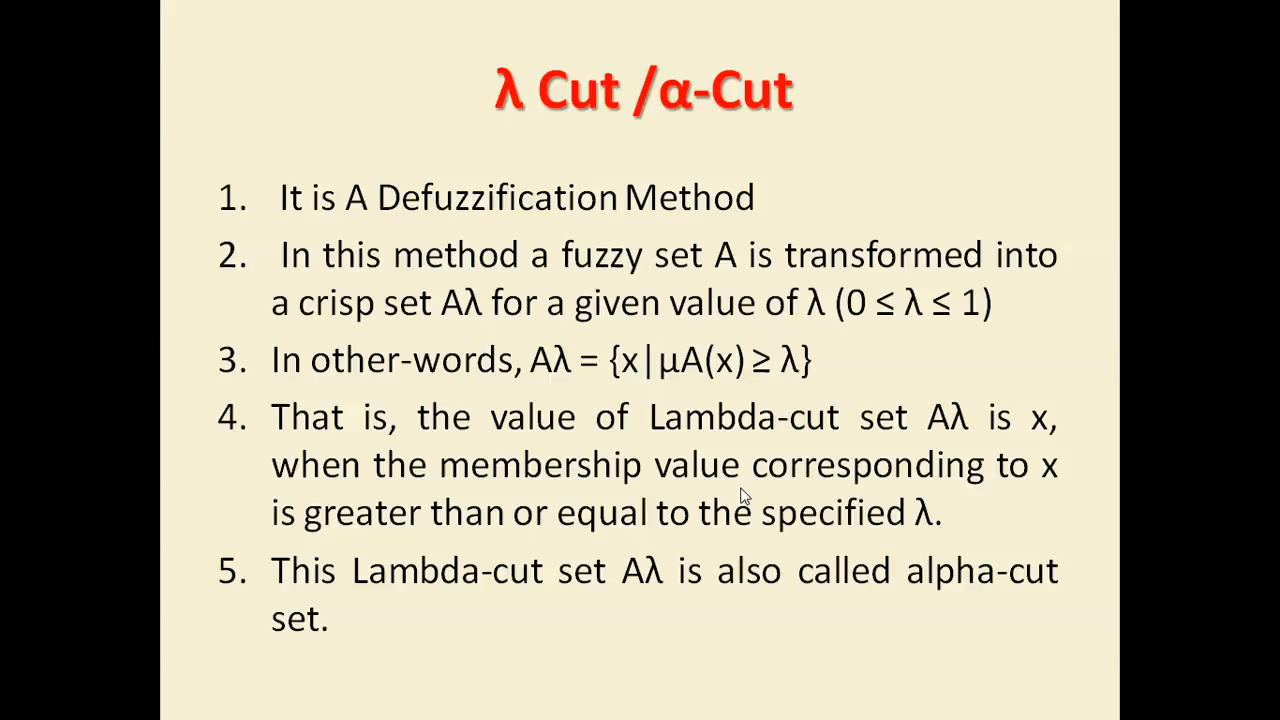 λ Cut /α-Cut
1. It is A Defuzzification Method
2. In this method a fuzzy set A is transformed into
a crisp set Aλ for a given value of λ (0 ≤ λ ≤ 1)
3. In other-words, Aλ = {x|μA(x) ≥ λ}
4. That is, the value of Lambda-cut set Aλ is x,
when the membership value corresponding to x
is greater than or equal to the specified λ.
5. This Lambda-cut set Aλ is also called alpha-cut
set.